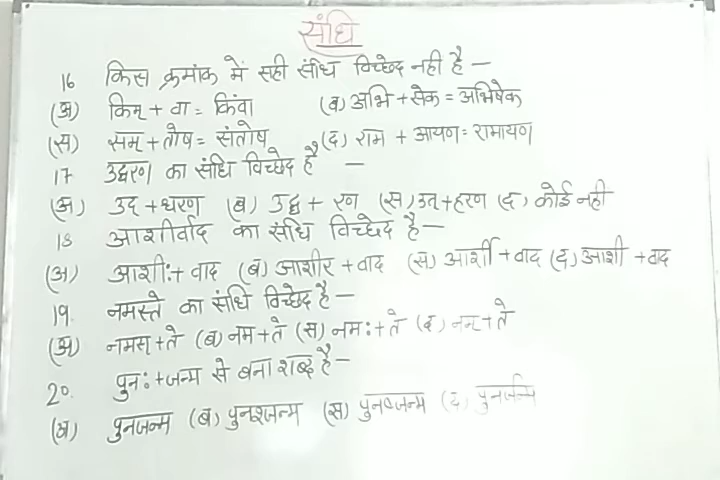 संधि
16 किस क्रमांक में सही संधि विच्छेद नही है —
(अ) किम् + वा = किंवा (ब) अभि + सेक = अभिषेक
(स) सम् + तोष = संतोष (द) राम + आयण = रामायण
17 उद्धरण का संधि विच्छेद है —
(अ) उद + धरण (ब) उद्ध + रण (स) उत + हरण (द) कोई नही
18 आशीर्वाद का संधि विच्छेद है —
(अ) आशीः + वाद (ब) आशीर + वाद (स) आर्शी + वाद (द) आशी + वाद
19. नमस्ते का संधि विच्छेद है —
(अ) नमस् + ते (ब) नम + ते (स) नमः + ते (द) नम् + ते
20. पुनः + जन्म से बना शब्द है —
(अ) पुनजन्म (ब) पुनश्जन्म (स) पुनष्जन्म (द) पुनर्जन्म